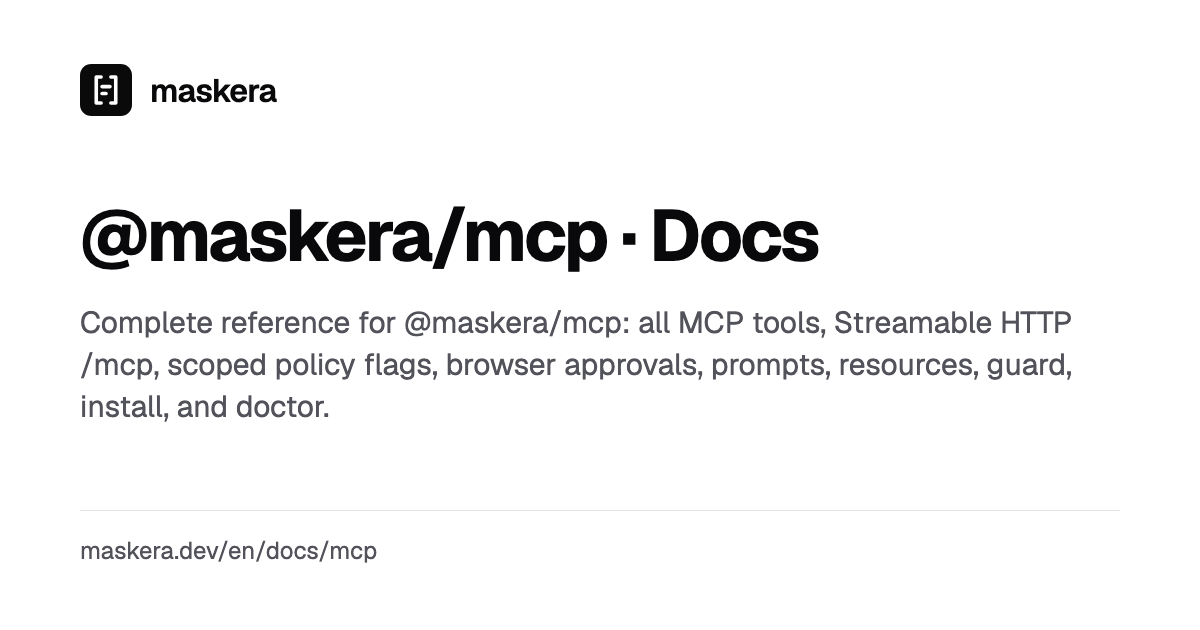 maskera
@maskera/mcp · Docs
Complete reference for @maskera/mcp: all MCP tools, Streamable HTTP
/mcp, scoped policy flags, browser approvals, prompts, resources, guard,
install, and doctor.
maskera.dev/en/docs/mcp